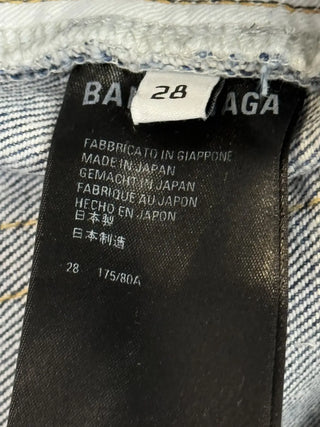 28
BA AGA
FABBRICATO IN GIAPPONE
MADE IN JAPAN
GEMACHT IN JAPAN
FABRIQUE AU JAPON
HECHO EN JAPON
日本製
日本制造
28 175/80A